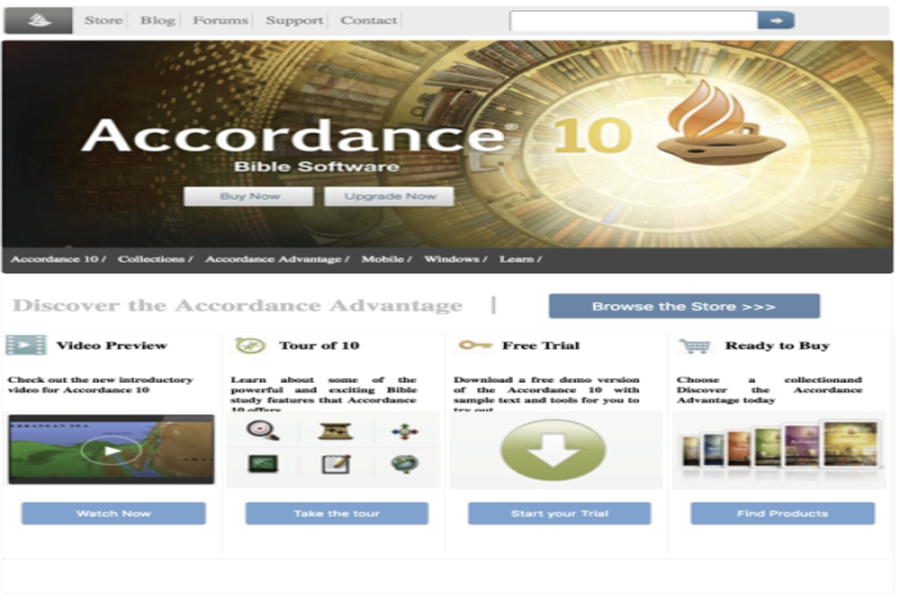 Store Blog Forums Support Contact
Accordance® 10
Bible Software
Buy Now Upgrade Now
Accordance 10 / Collections / Accordance Advantage / Mobile / Windows / Learn /
Discover the Accordance Advantage | Browse the Store >>>
Video Preview
Check out the new introductory
video for Accordance 10
Watch Now
Tour of 10
Learn about some of the
powerful and exciting Bible
study features that Accordance
10 offers
Take the tour
Free Trial
Download a free demo version
of the Accordance 10 with
sample text and tools for you to
try out
Start your Trial
Ready to Buy
Choose a collectionand
Discover the Accordance
Advantage today
Find Products